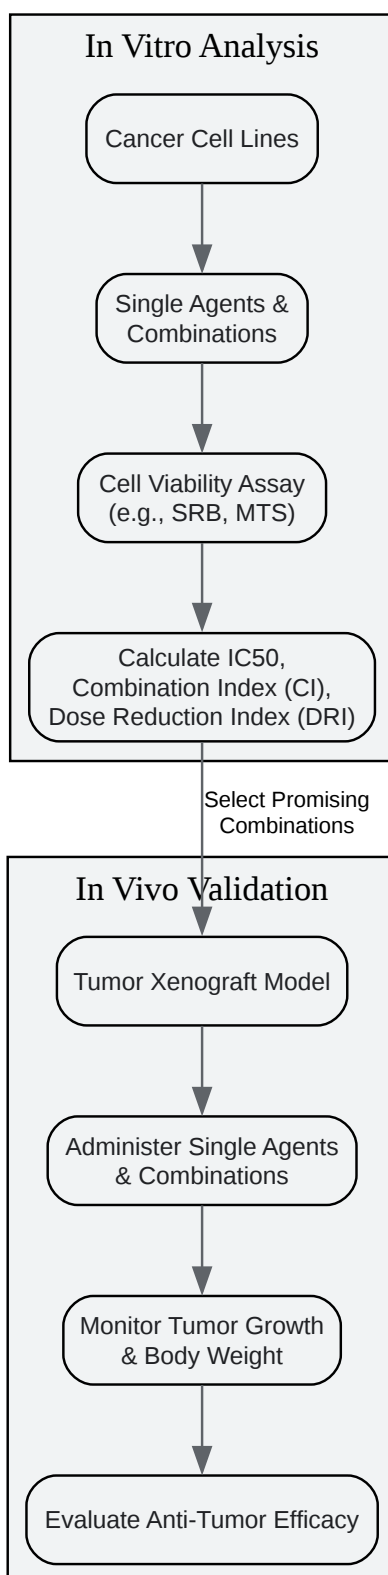 In Vitro Analysis
Cancer Cell Lines
Single Agents &
Combinations
Cell Viability Assay
(e.g., SRB, MTS)
Calculate IC50,
Combination Index (CI),
Dose Reduction Index (DRI)
Select Promising
Combinations
In Vivo Validation
Tumor Xenograft Model
Administer Single Agents
& Combinations
Monitor Tumor Growth
& Body Weight
Evaluate Anti-Tumor Efficacy